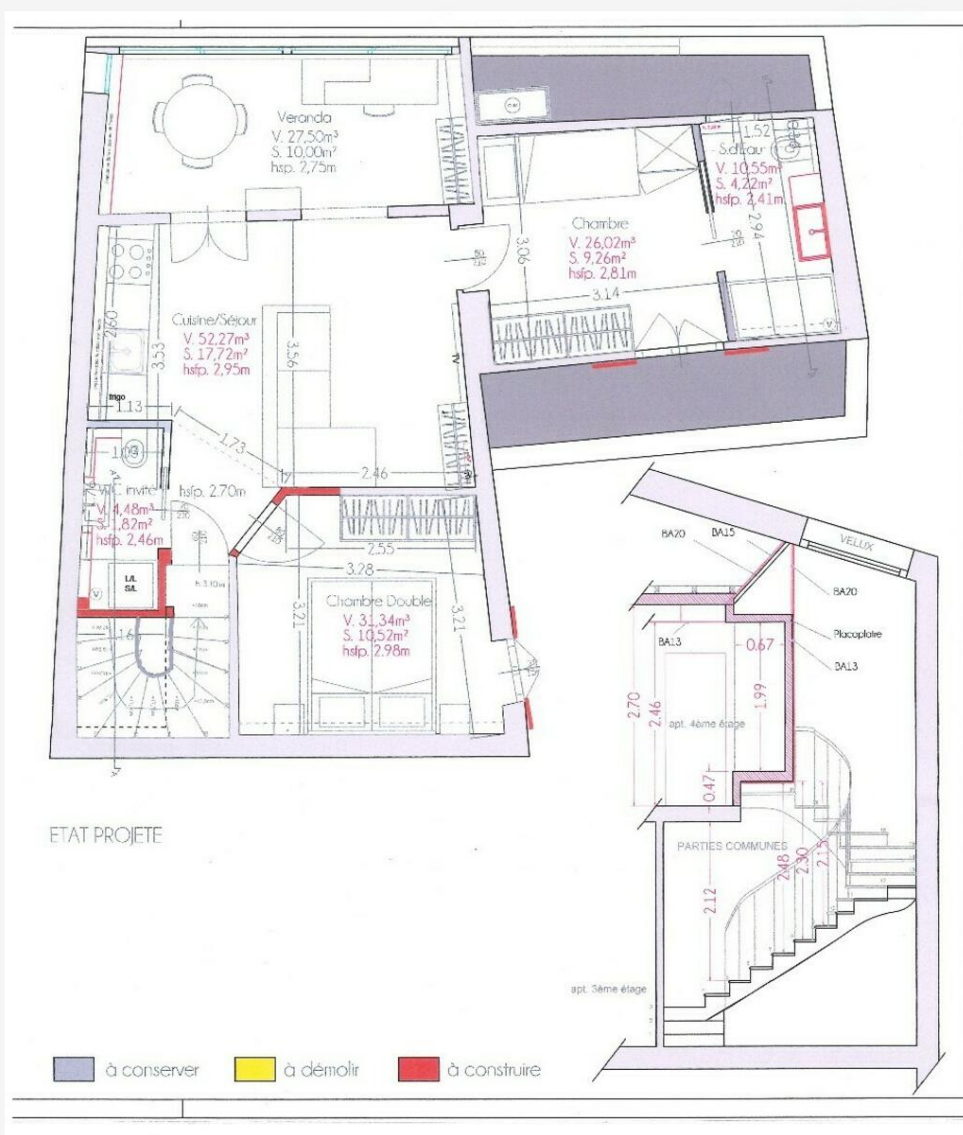 Veranda
V. 27,50m³
S. 10,00m²
hsp. 2,75m
1.52
S.d'Eau
V. 10,55m³
S. 4,22m²
hsfp. 2,41m
2.94
Chambre
V. 26,02m³
S. 9,26m²
hsfp. 2,81m
3.06
3.14
Cuisine/Séjour
V. 52,27m³
S. 17,72m²
hsfp. 2,95m
2.60
3.53
3.56
frigo
1.13
1.73
2.46
TV
WC invité
V. 4,48m³
S. 1,82m²
hsfp. 2,46m
hsfp. 2.70m
L/L
S/L
V
2.55
3.28
3.21
3.21
Chambre Double
V. 31,34m³
S. 10,52m²
hsfp. 2.98m
ETAT PROJETE
VELUX
BA20
BA15
BA20
Placoplatre
BA13
BA13
0.67
2.70
2.46
1.99
apt. 4ème étage
0.47
PARTIES COMMUNES
2.48
2.30
2.15
2.12
apt. 3ème étage
à conserver
à démolir
à construire